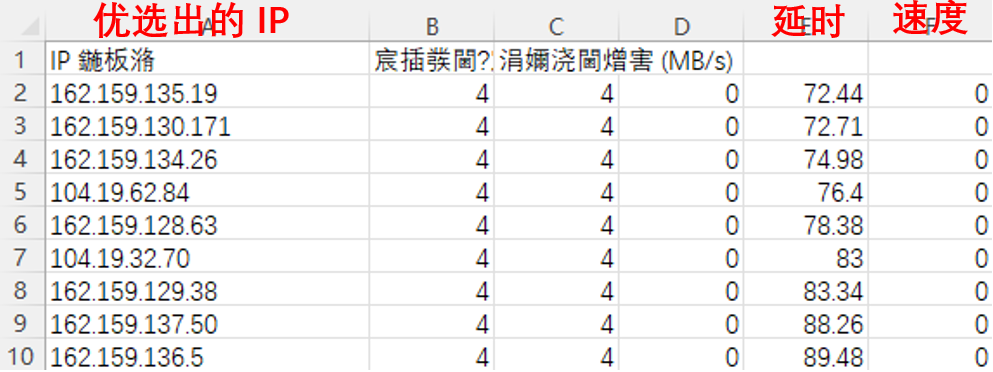 优选出的 IP 延时 速度
A B C D E F
1 IP 鍦板潃 宸插彂閫? 涓嬭浇閫熷害 (MB/s)
2 162.159.135.19 4 4 0 72.44 0
3 162.159.130.171 4 4 0 72.71 0
4 162.159.134.26 4 4 0 74.98 0
5 104.19.62.84 4 4 0 76.4 0
6 162.159.128.63 4 4 0 78.38 0
7 104.19.32.70 4 4 0 83 0
8 162.159.129.38 4 4 0 83.34 0
9 162.159.137.50 4 4 0 88.26 0
10 162.159.136.5 4 4 0 89.48 0